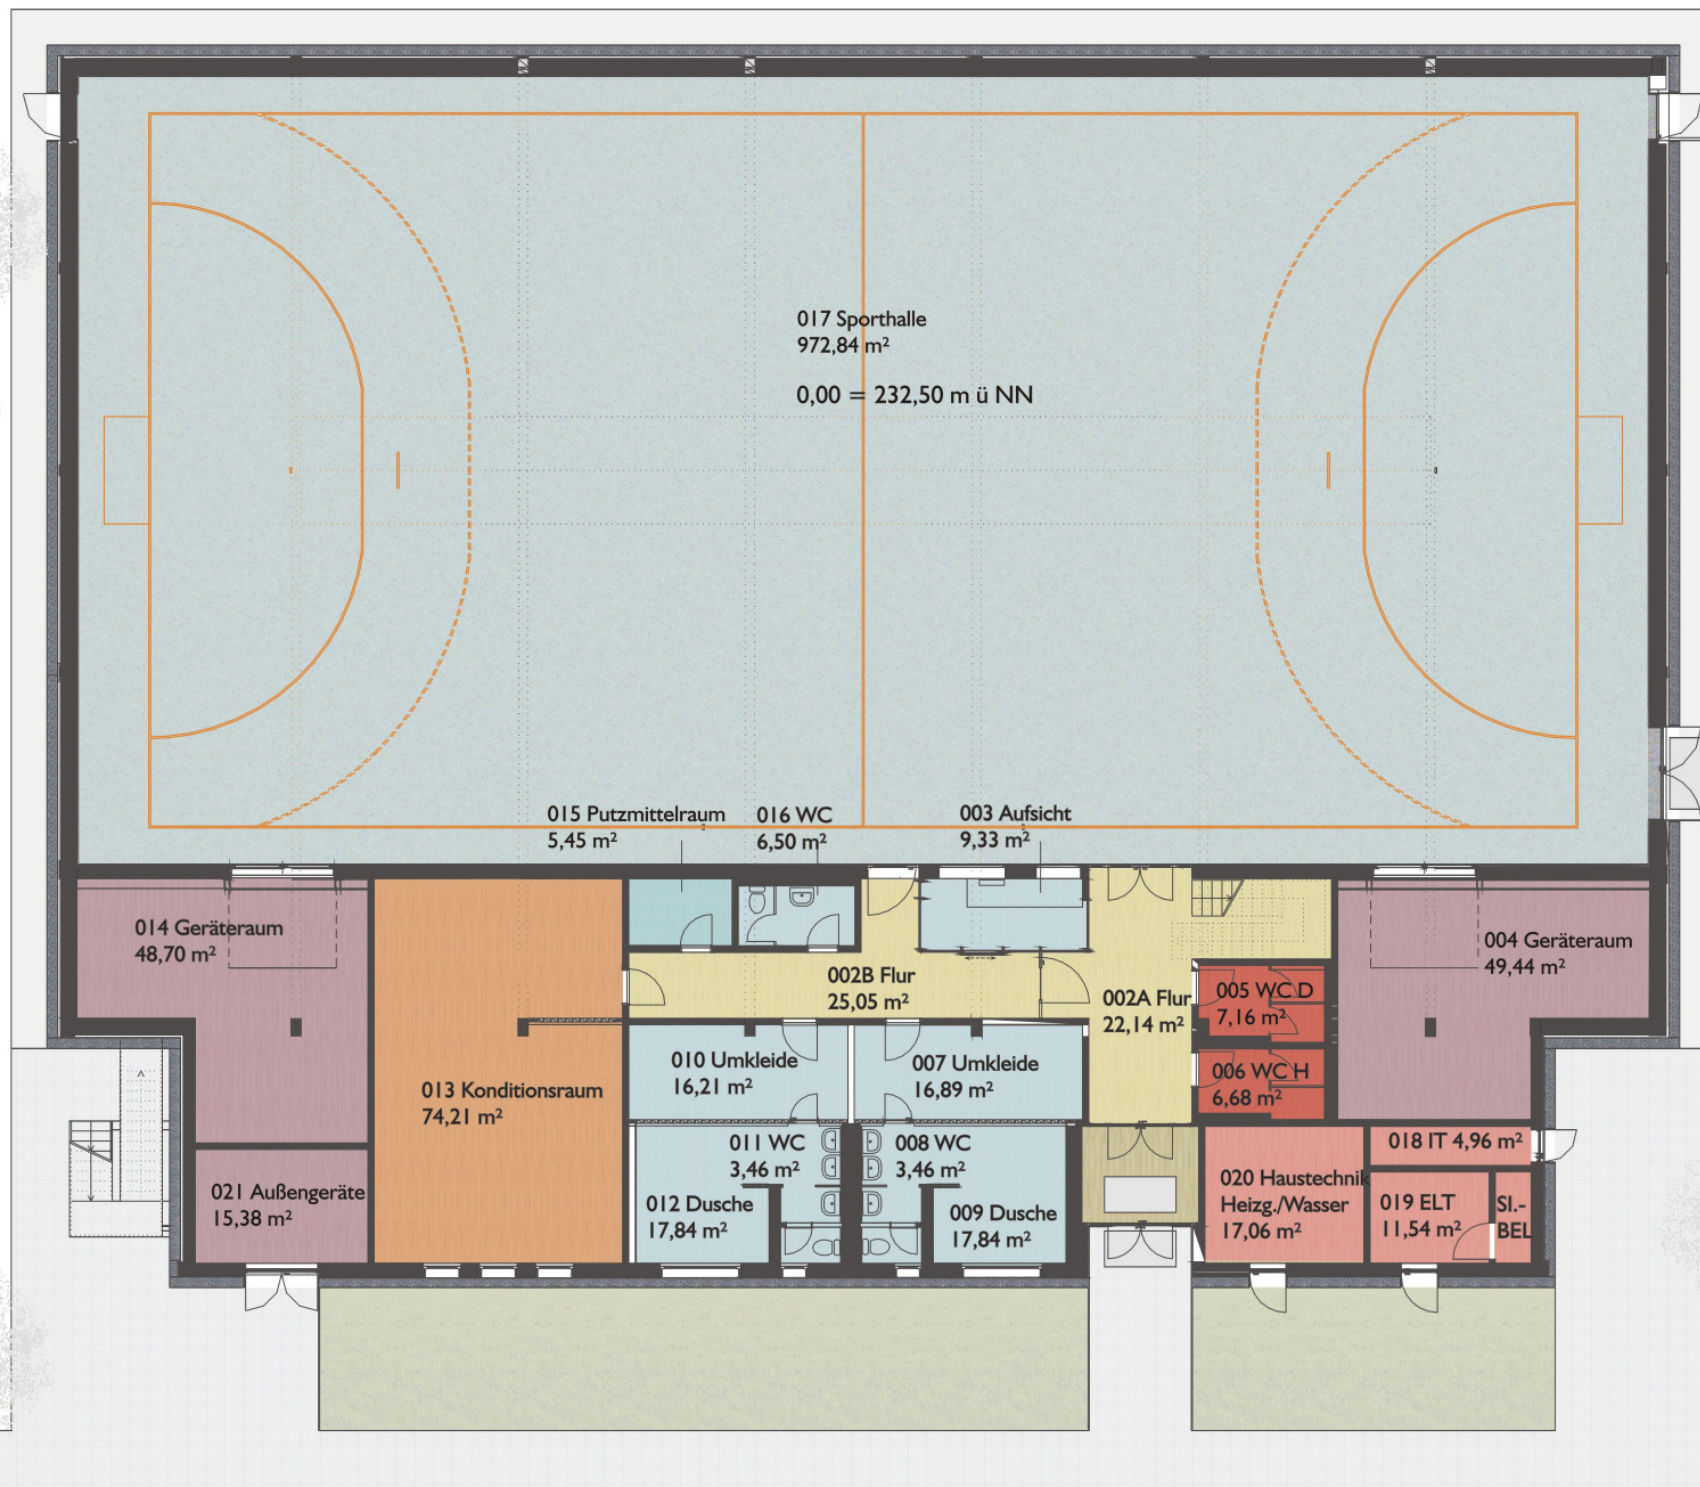 017 Sporthalle
972,84 m²
0,00 = 232,50 m ü NN
015 Putzmittelraum
5,45 m²
016 WC
6,50 m²
003 Aufsicht
9,33 m²
014 Geräteraum
48,70 m²
004 Geräteraum
49,44 m²
002B Flur
25,05 m²
002A Flur
22,14 m²
005 WC D
7,16 m²
006 WC H
6,68 m²
013 Konditionsraum
74,21 m²
010 Umkleide
16,21 m²
007 Umkleide
16,89 m²
011 WC
3,46 m²
008 WC
3,46 m²
012 Dusche
17,84 m²
009 Dusche
17,84 m²
021 Außengeräte
15,38 m²
018 IT 4,96 m²
020 Haustechnik
Heizg./Wasser
17,06 m²
019 ELT
11,54 m²
SI.-
BEL